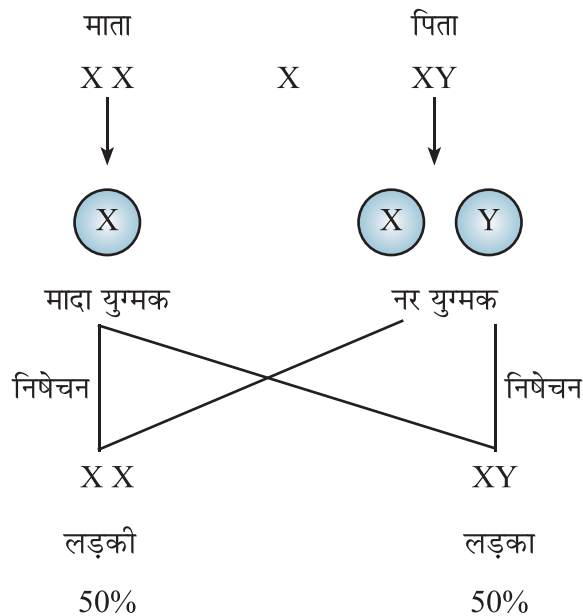 माता पिता
X X X XY
X X Y
मादा युग्मक नर युग्मक
निषेचन निषेचन
X X XY
लड़की लड़का
50% 50%